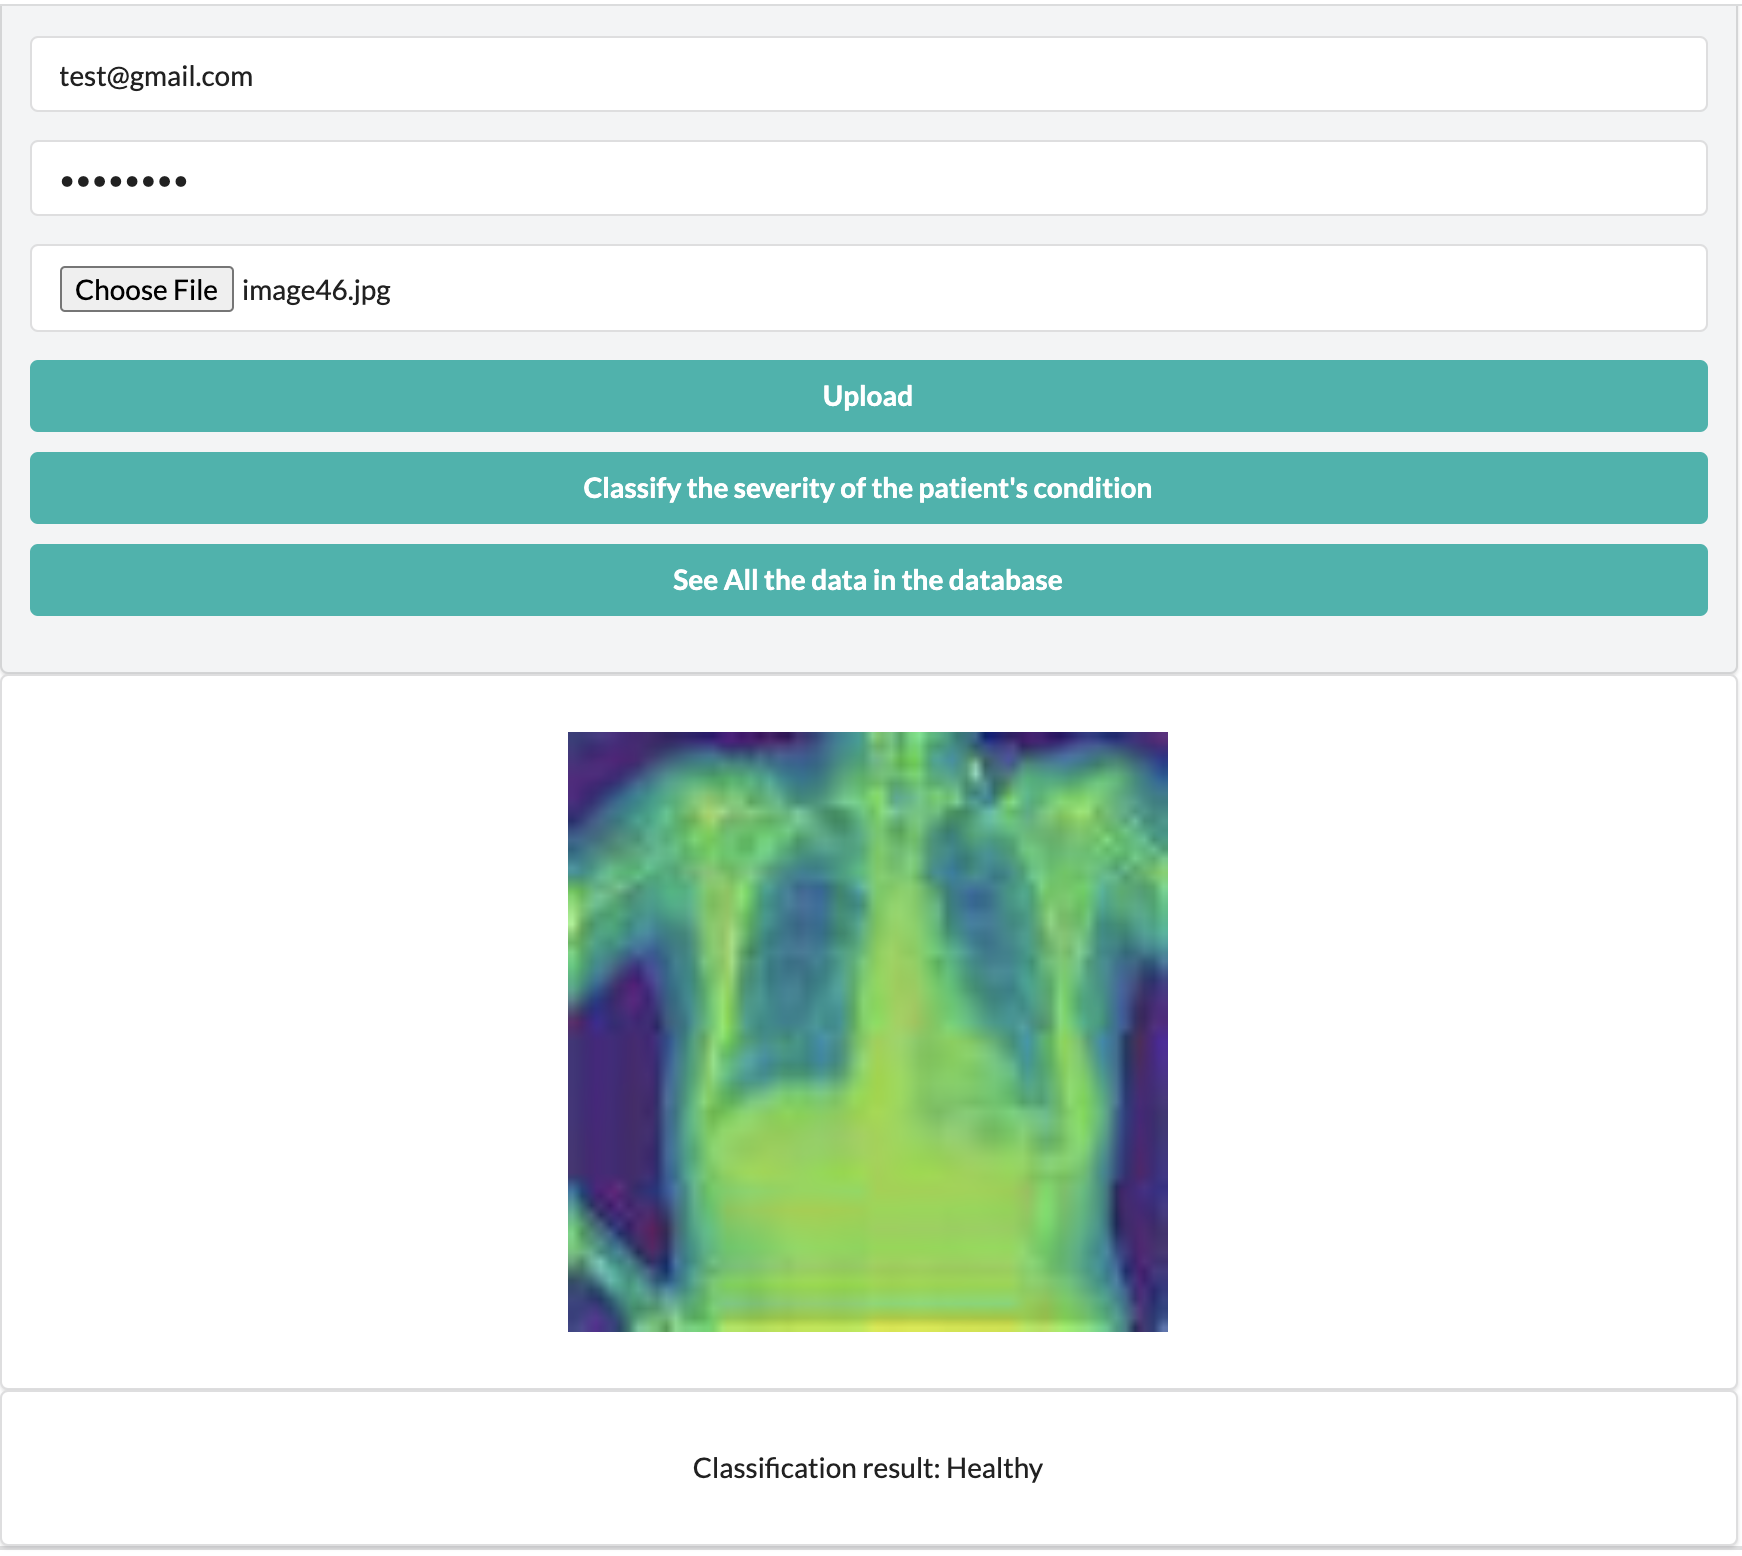 test@gmail.com
••••••••
Choose File image46.jpg
Upload
Classify the severity of the patient's condition
See All the data in the database
Classification result: Healthy